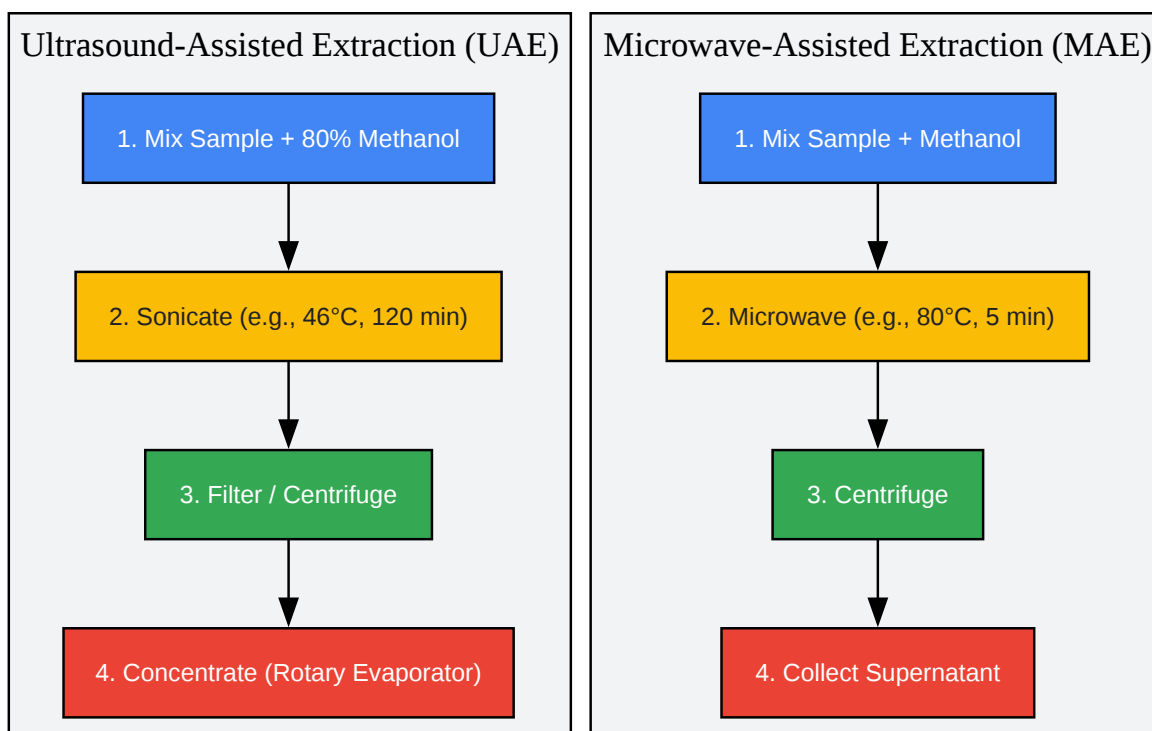 Ultrasound-Assisted Extraction (UAE)
1. Mix Sample + 80% Methanol
2. Sonicate (e.g., 46°C, 120 min)
3. Filter / Centrifuge
4. Concentrate (Rotary Evaporator)
Microwave-Assisted Extraction (MAE)
1. Mix Sample + Methanol
2. Microwave (e.g., 80°C, 5 min)
3. Centrifuge
4. Collect Supernatant